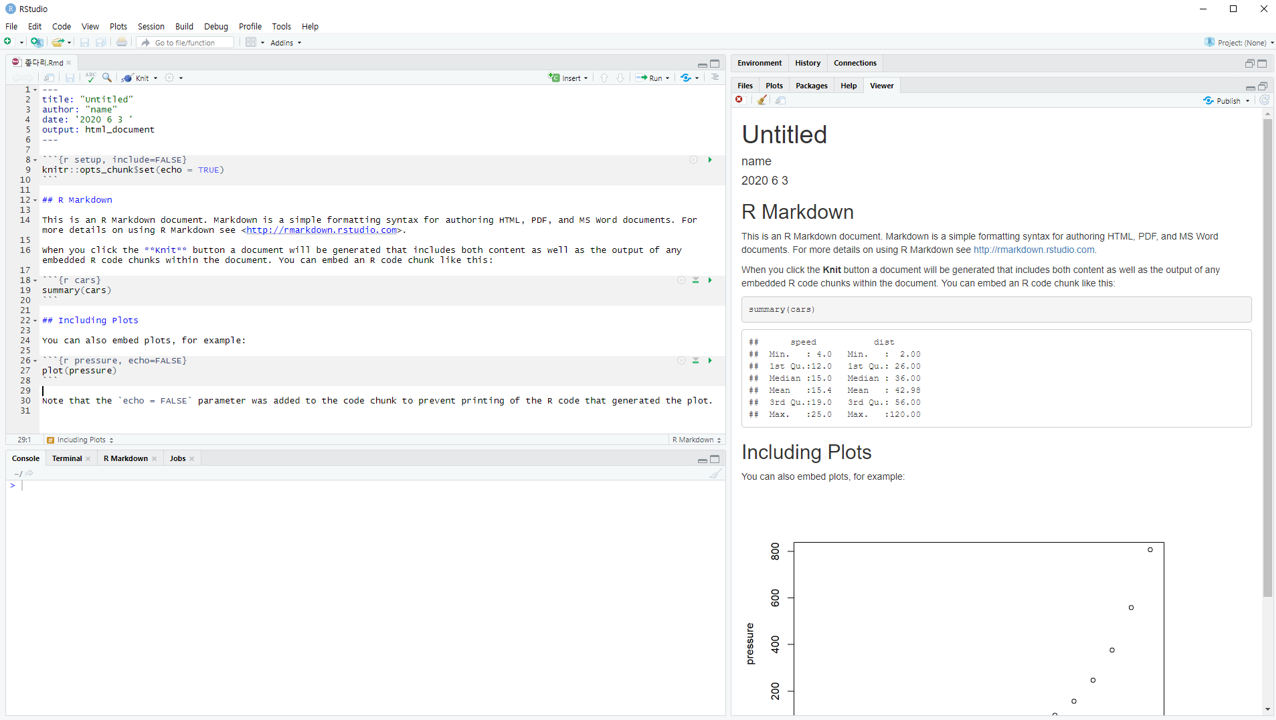 RStudio
File Edit Code View Plots Session Build Debug Profile Tools Help
Go to file/function Addins Project: (None)
좋다리.Rmd
Knit Insert Run
1 ---
2 title: "Untitled"
3 author: "name"
4 date: '2020 6 3 '
5 output: html_document
6 ---
7
8 ```{r setup, include=FALSE}
9 knitr::opts_chunk$set(echo = TRUE)
10 ```
11
12 ## R Markdown
13
14 This is an R Markdown document. Markdown is a simple formatting syntax for authoring HTML, PDF, and MS Word documents. For
more details on using R Markdown see <http://rmarkdown.rstudio.com>.
15
16 When you click the **Knit** button a document will be generated that includes both content as well as the output of any
embedded R code chunks within the document. You can embed an R code chunk like this:
17
18 ```{r cars}
19 summary(cars)
20 ```
21
22 ## Including Plots
23
24 You can also embed plots, for example:
25
26 ```{r pressure, echo=FALSE}
27 plot(pressure)
28 ```
29
30 Note that the `echo = FALSE` parameter was added to the code chunk to prevent printing of the R code that generated the plot.
31
29:1 Including Plots R Markdown
Console Terminal R Markdown Jobs
~/
>
Environment History Connections
Files Plots Packages Help Viewer
Publish
Untitled
name
2020 6 3
R Markdown
This is an R Markdown document. Markdown is a simple formatting syntax for authoring HTML, PDF, and MS Word
documents. For more details on using R Markdown see http://rmarkdown.rstudio.com.
When you click the Knit button a document will be generated that includes both content as well as the output of any
embedded R code chunks within the document. You can embed an R code chunk like this:
summary(cars)
## speed dist
## Min. : 4.0 Min. : 2.00
## 1st Qu.:12.0 1st Qu.: 26.00
## Median :15.0 Median : 36.00
## Mean :15.4 Mean : 42.98
## 3rd Qu.:19.0 3rd Qu.: 56.00
## Max. :25.0 Max. :120.00
Including Plots
You can also embed plots, for example:
800
600
400
200
pressure